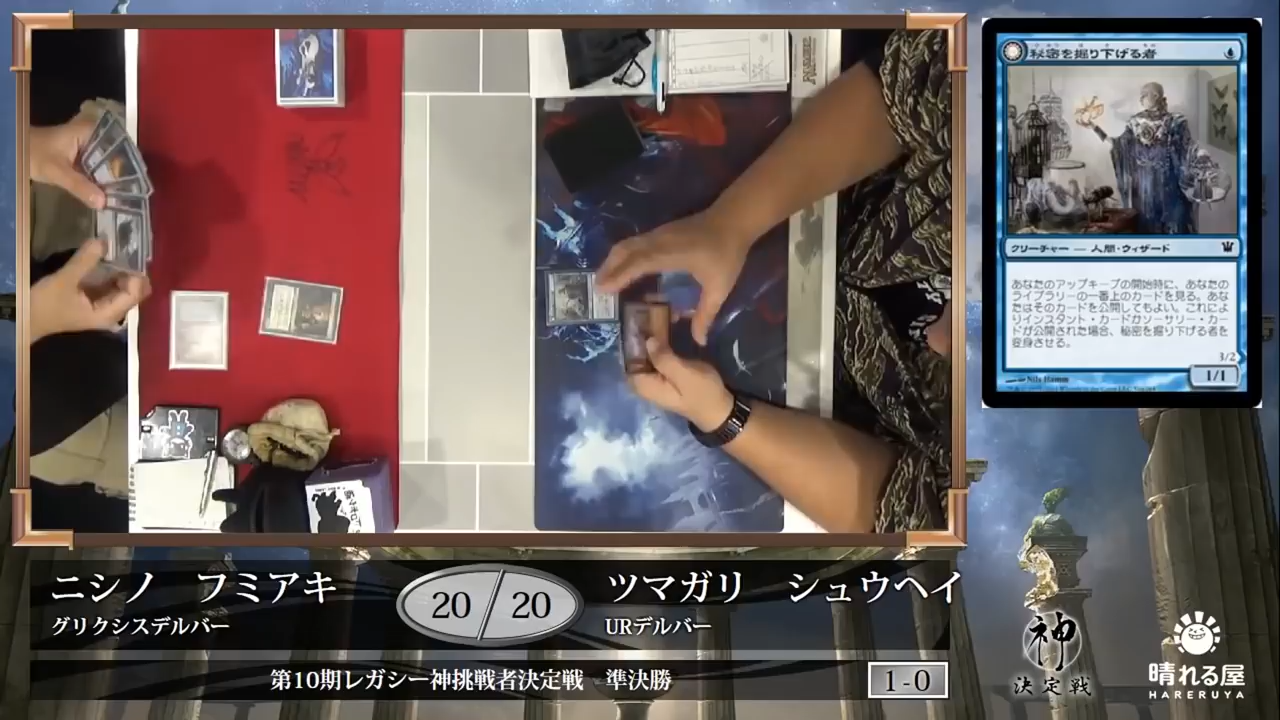 秘密を掘り下げる者
クリーチャー — 人間・ウィザード
あなたのアップキープの開始時に、あなたの
ライブラリーの一番上のカードを見る。あな
たはそのカードを公開してもよい。これによ
りインスタント・カードかソーサリー・カー
ドが公開された場合、秘密を掘り下げる者を
変身させる。
3/2
1/1
Nils Hamm
ニシノ フミアキ
グリクシスデルバー
20 / 20
ツマガリ シュウヘイ
URデルバー
第10期レガシー神挑戦者決定戦 準決勝
1-0
神
決定戦
晴れる屋
HARERUYA